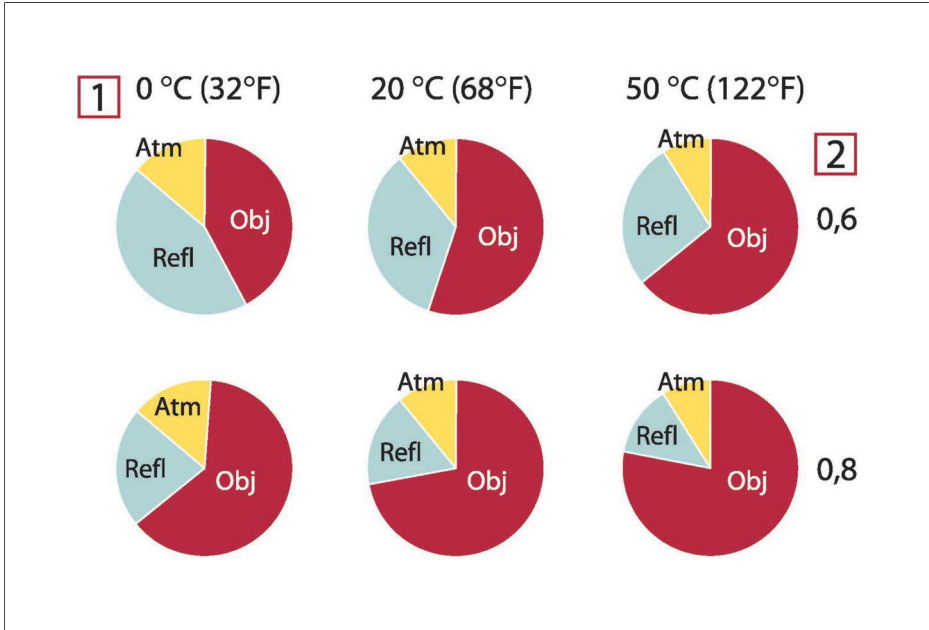 1 0 °C (32°F) 20 °C (68°F) 50 °C (122°F)
2
Atm Obj Refl
Atm Obj Refl
Atm Obj Refl
0,6
Atm Obj Refl
Atm Obj Refl
Atm Obj Refl
0,8